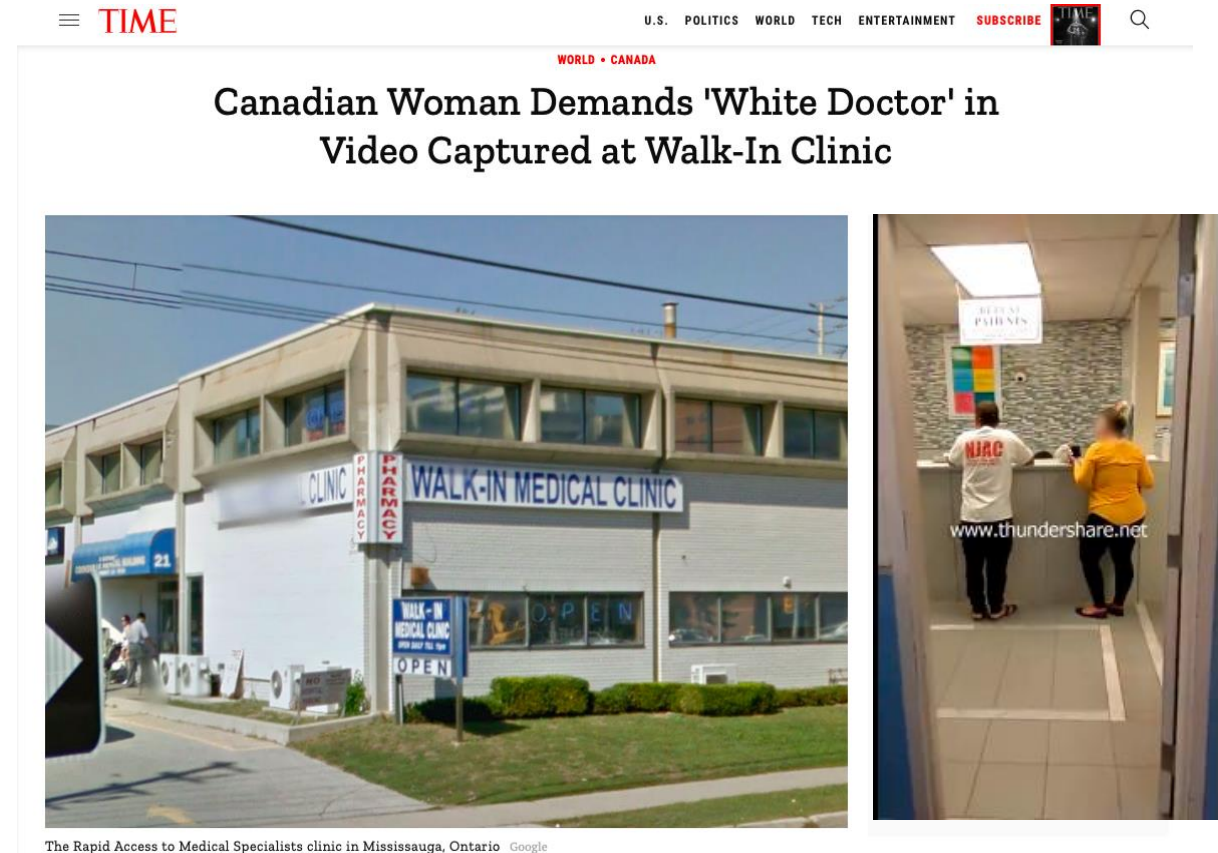 TIME
U.S. POLITICS WORLD TECH ENTERTAINMENT SUBSCRIBE
TIME
WORLD • CANADA
Canadian Woman Demands 'White Doctor' in
Video Captured at Walk-In Clinic
CLINIC
PHARMACY
PHARMACY
WALK-IN MEDICAL CLINIC
21
WALK-IN
MEDICAL CLINIC
OPEN
OPEN
PATIENTS
NJAC
www.thundershare.net
The Rapid Access to Medical Specialists clinic in Mississauga, Ontario Google